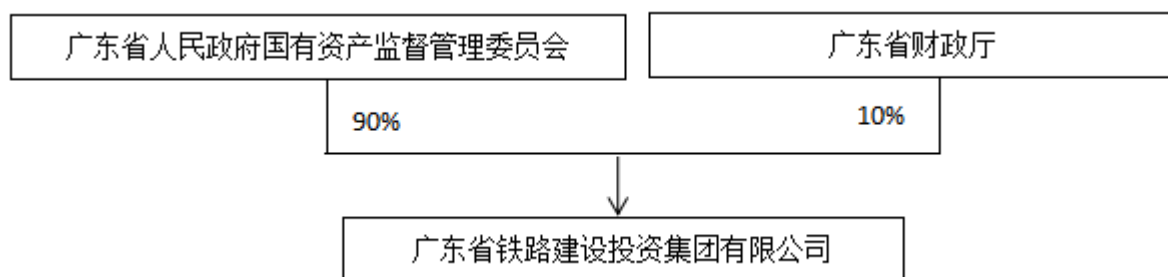 广东省人民政府国有资产监督管理委员会
广东省财政厅
90%
10%
广东省铁路建设投资集团有限公司